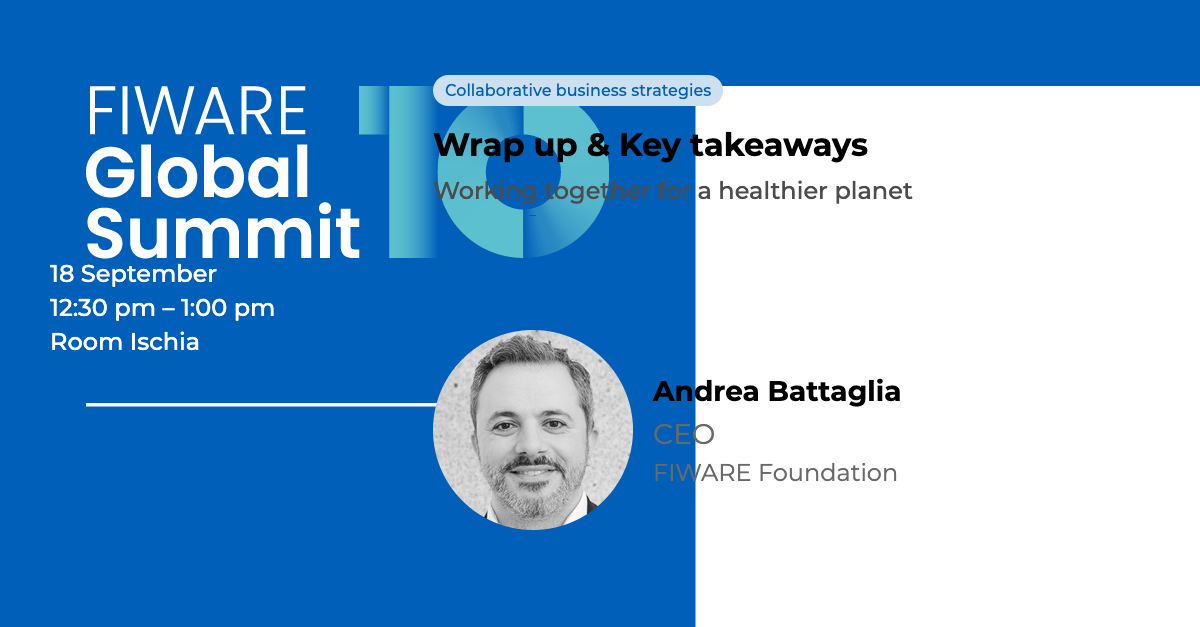 FIWARE
Global
Summit
10
18 September
12:30 pm – 1:00 pm
Room Ischia
Collaborative business strategies
Wrap up & Key takeaways
Working together for a healthier planet
Andrea Battaglia
CEO
FIWARE Foundation